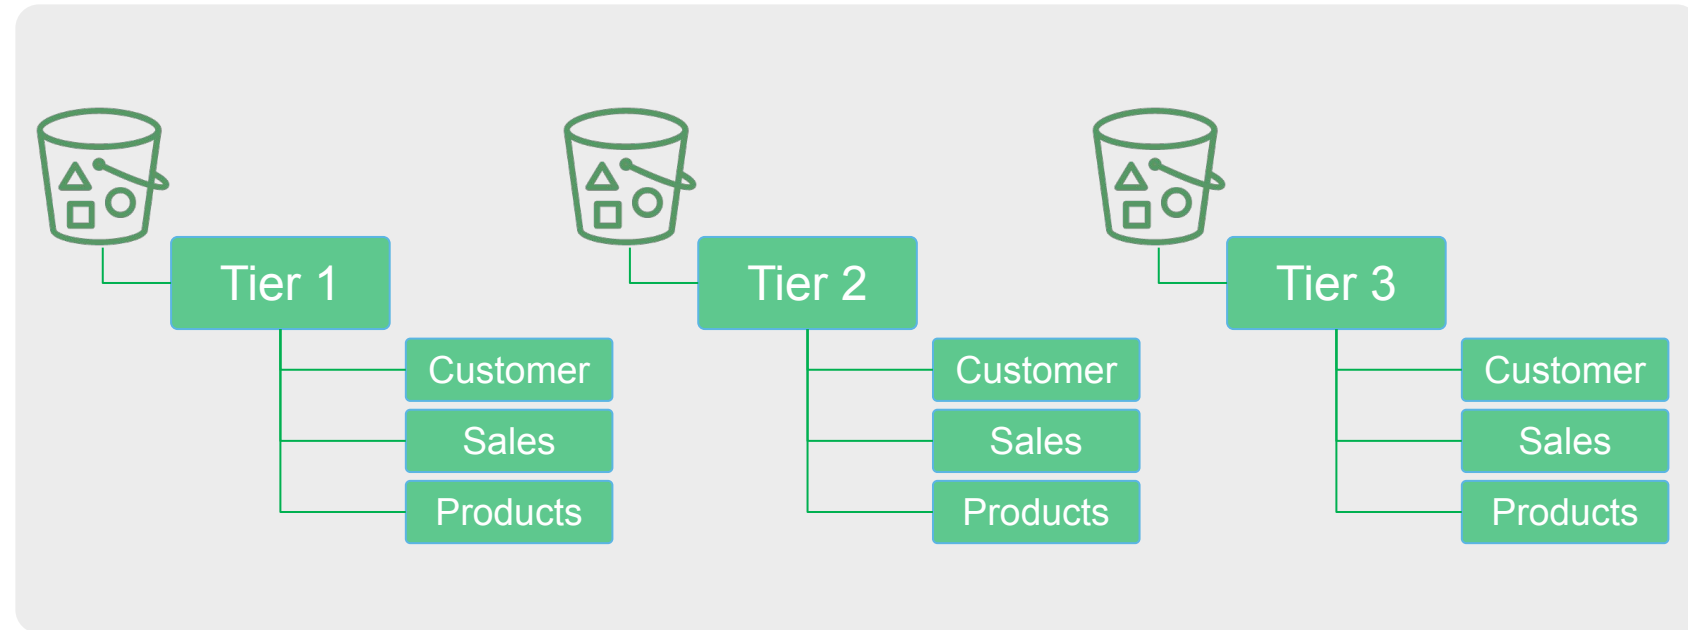 Tier 1
Customer
Sales
Products
Tier 2
Customer
Sales
Products
Tier 3
Customer
Sales
Products